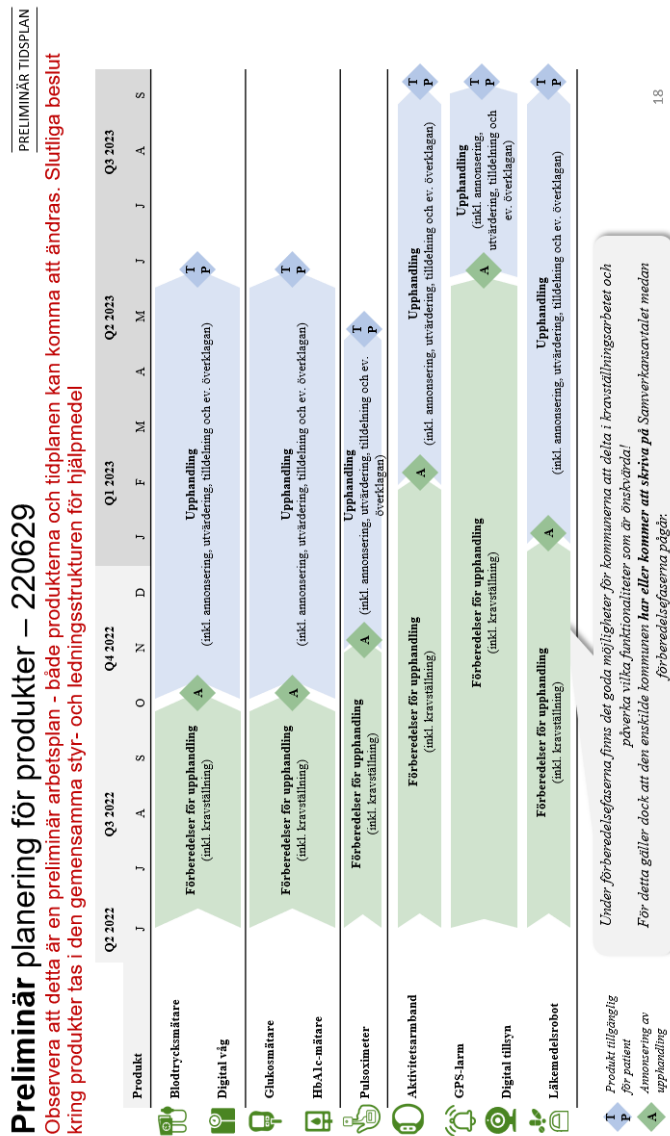 PRELIMINÄR TIDSPLAN
Preliminär planering för produkter – 220629
Observera att detta är en preliminär arbetsplan - både produkterna och tidplanen kan komma att ändras. Slutliga beslut
kring produkter tas i den gemensamma styr- och ledningsstrukturen för hjälpmedel
Q2 2022 Q3 2022 Q4 2022 Q1 2023 Q2 2023 Q3 2023
Produkt J J A S O N D J F M A M J J A S
Blodtrycksmätare
Digital våg
Förberedelser för upphandling
(inkl. kravställning)
A
Upphandling
(inkl. annonsering, utvärdering, tilldelning och ev. överklagan)
T
P
Glukosmätare
HbA1c-mätare
Förberedelser för upphandling
(inkl. kravställning)
A
Upphandling
(inkl. annonsering, utvärdering, tilldelning och ev. överklagan)
T
P
Pulsoximeter
Förberedelser för upphandling
(inkl. kravställning)
A
Upphandling
(inkl. annonsering, utvärdering, tilldelning och ev.
överklagan)
T
P
Aktivitetsarmband
Förberedelser för upphandling
(inkl. kravställning)
A
Upphandling
(inkl. annonsering, utvärdering, tilldelning och ev. överklagan)
T
P
GPS-larm
Digital tillsyn
Förberedelser för upphandling
(inkl. kravställning)
A
Upphandling
(inkl. annonsering,
utvärdering, tilldelning och
ev. överklagan)
T
P
Läkemedelsrobot
Förberedelser för upphandling
(inkl. kravställning)
A
Upphandling
(inkl. annonsering, utvärdering, tilldelning och ev. överklagan)
T
P
T
P
Produkt tillgänglig
för patient
A
Annonsering av
upphandling
Under förberedelsefaserna finns det goda möjligheter för kommunerna att delta i kravställningsarbetet och
påverka vilka funktionaliteter som är önskvärda!
För detta gäller dock att den enskilde kommunen har eller kommer att skriva på Samverkansavtalet medan
förberedelsefaserna pågår.
18